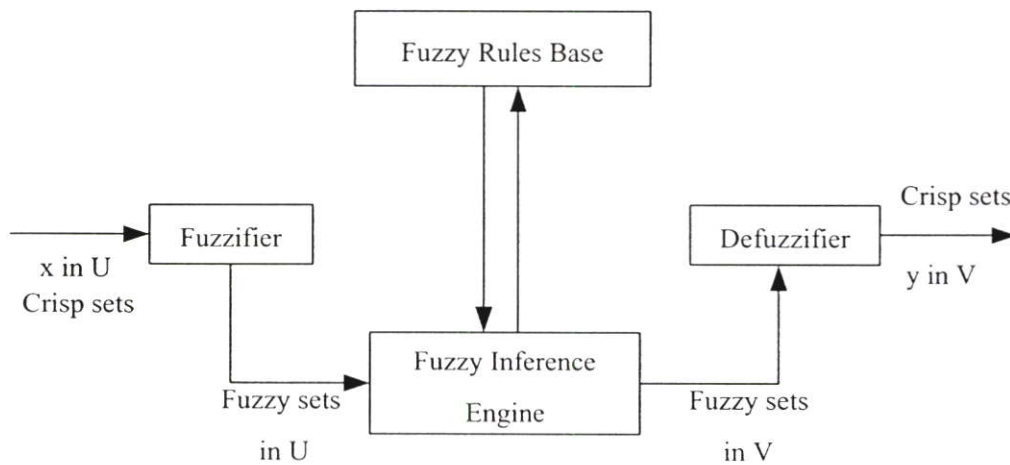 Fuzzy Rules Base
Fuzzifier
x in U
Crisp sets
Fuzzy sets
in U
Fuzzy Inference
Engine
Fuzzy sets
in V
Defuzzifier
Crisp sets
y in V